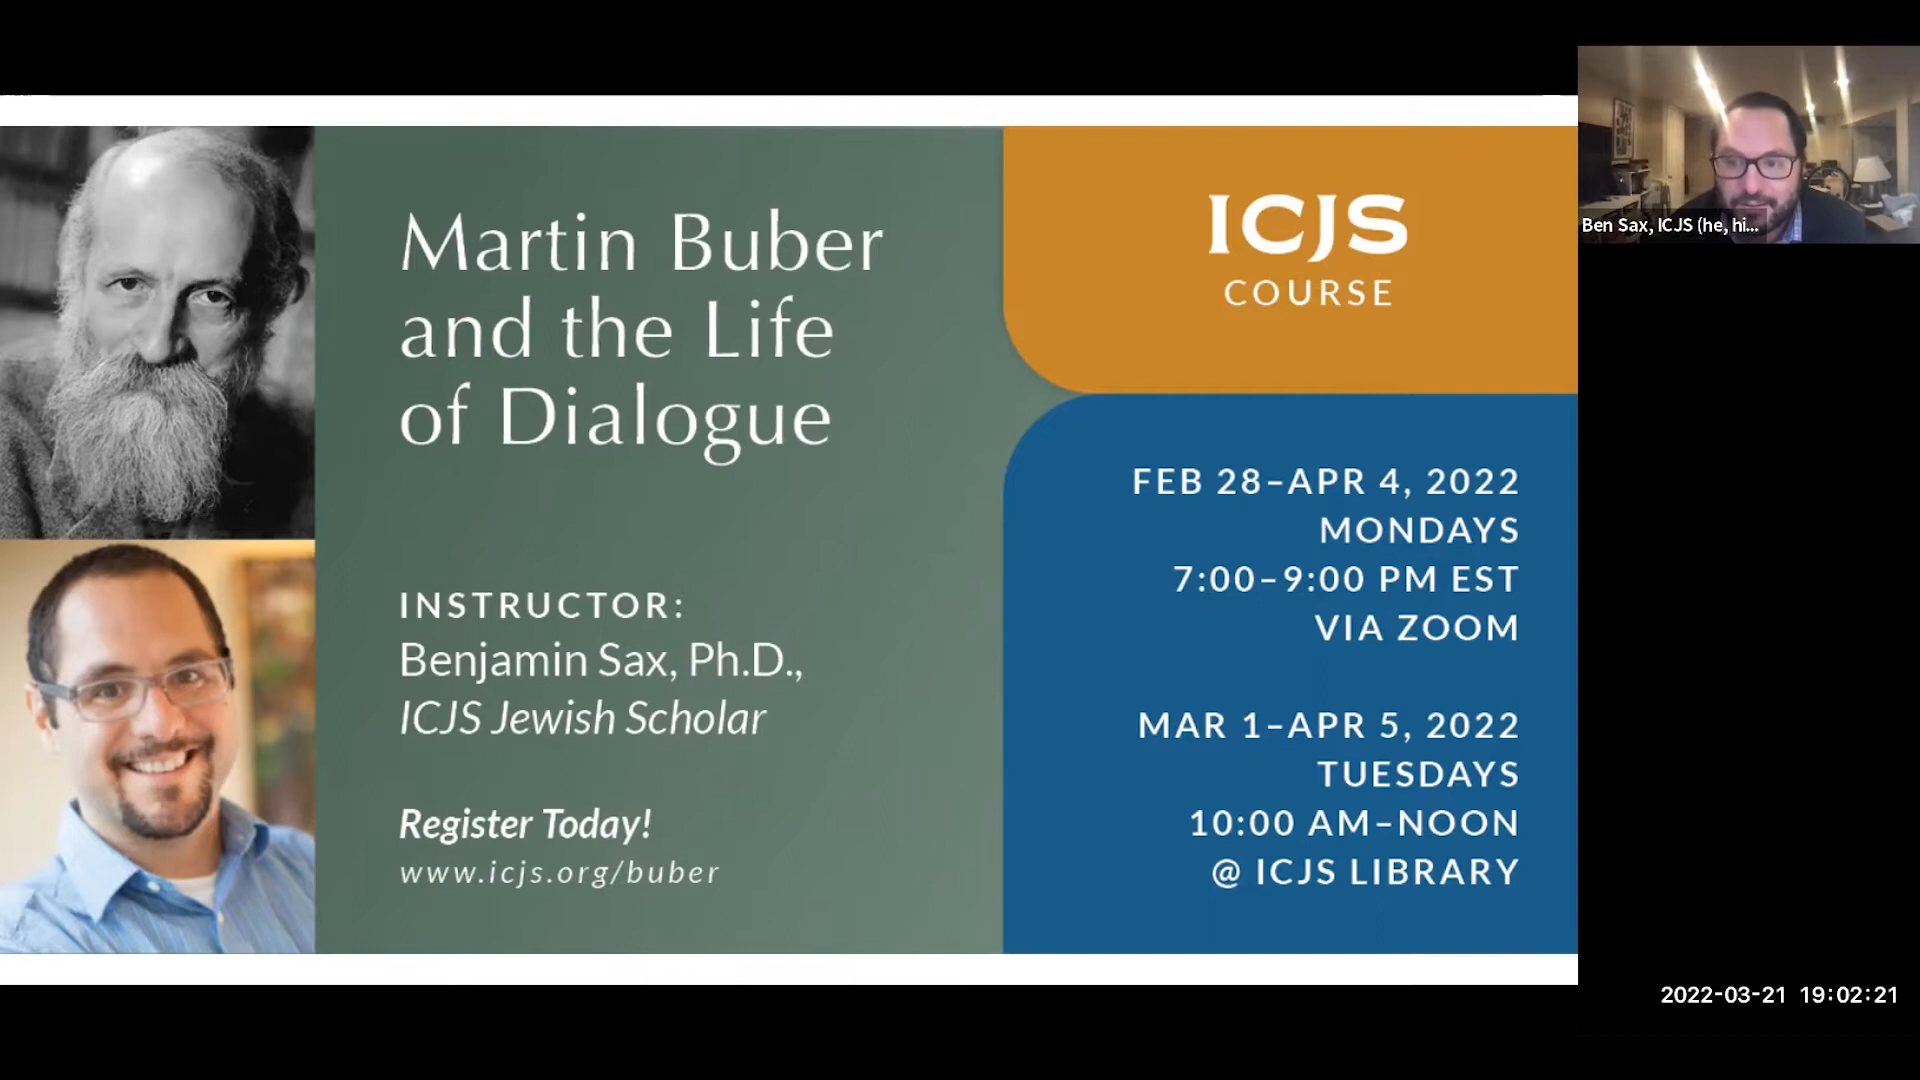 Martin Buber
and the Life
of Dialogue
INSTRUCTOR:
Benjamin Sax, Ph.D.,
ICJS Jewish Scholar
Register Today!
www.icjs.org/buber
ICJS
COURSE
FEB 28–APR 4, 2022
MONDAYS
7:00–9:00 PM EST
VIA ZOOM
MAR 1–APR 5, 2022
TUESDAYS
10:00 AM–NOON
@ ICJS LIBRARY
Ben Sax, ICJS (he, hi...
2022-03-21 19:02:21